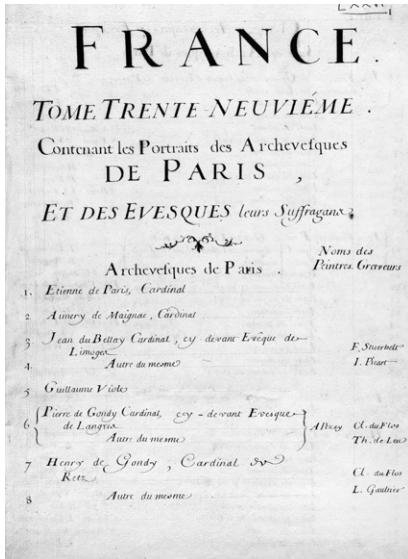 FRANCE.
TOME TRENTE-NEUVIÉME.
Contenant les Portraits des Archevesques
DE PARIS,
ET DES EVESQUES leurs Suffragans,
Noms des
Archevesques de Paris. Peintres. Graveurs
1. Etienne de Paris, Cardinal
2. Aimery de Maignac, Cardinal
3 Jean du Bellay Cardinal, cy devant Evêque de
Limoges F. Stuerhelt
4. Autre du mesme I. Picart
5 Guillaume Viole
6 Pierre de Gondy Cardinal, cy-devant Evesque
de Langres Cl. du Flos
Autre du mesme Th. de Leu
7 Henry de Gondy, Cardinal de
Retz Cl. du Flos
8 Autre du mesme L. Gaultier